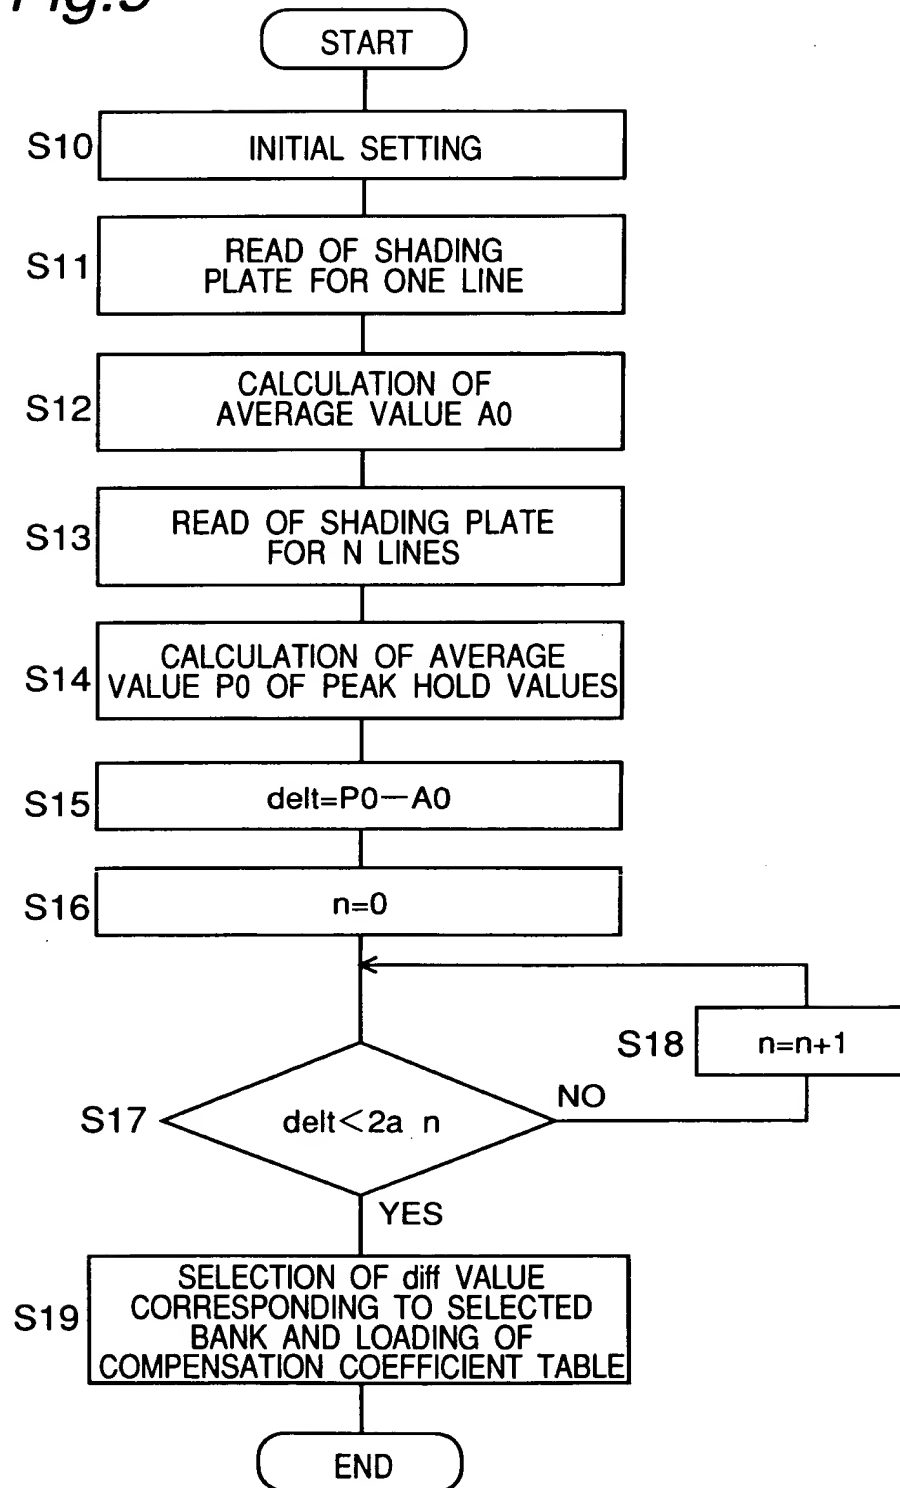 START
S10
INITIAL SETTING
S11
READ OF SHADING
PLATE FOR ONE LINE
S12
CALCULATION OF
AVERAGE VALUE A0
S13
READ OF SHADING PLATE
FOR N LINES
S14
CALCULATION OF AVERAGE
VALUE P0 OF PEAK HOLD VALUES
S15
delt=P0—A0
S16
n=0
S18
n=n+1
S17
delt<2a n
NO
YES
S19
SELECTION OF diff VALUE
CORRESPONDING TO SELECTED
BANK AND LOADING OF
COMPENSATION COEFFICIENT TABLE
END